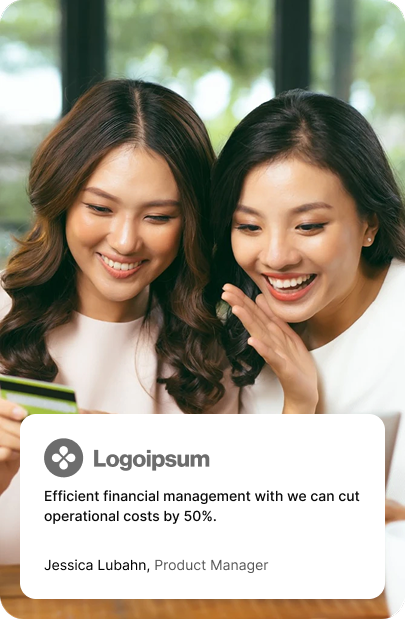 Logoipsum
Efficient financial management with we can cut
operational costs by 50%.
Jessica Lubahn, Product Manager